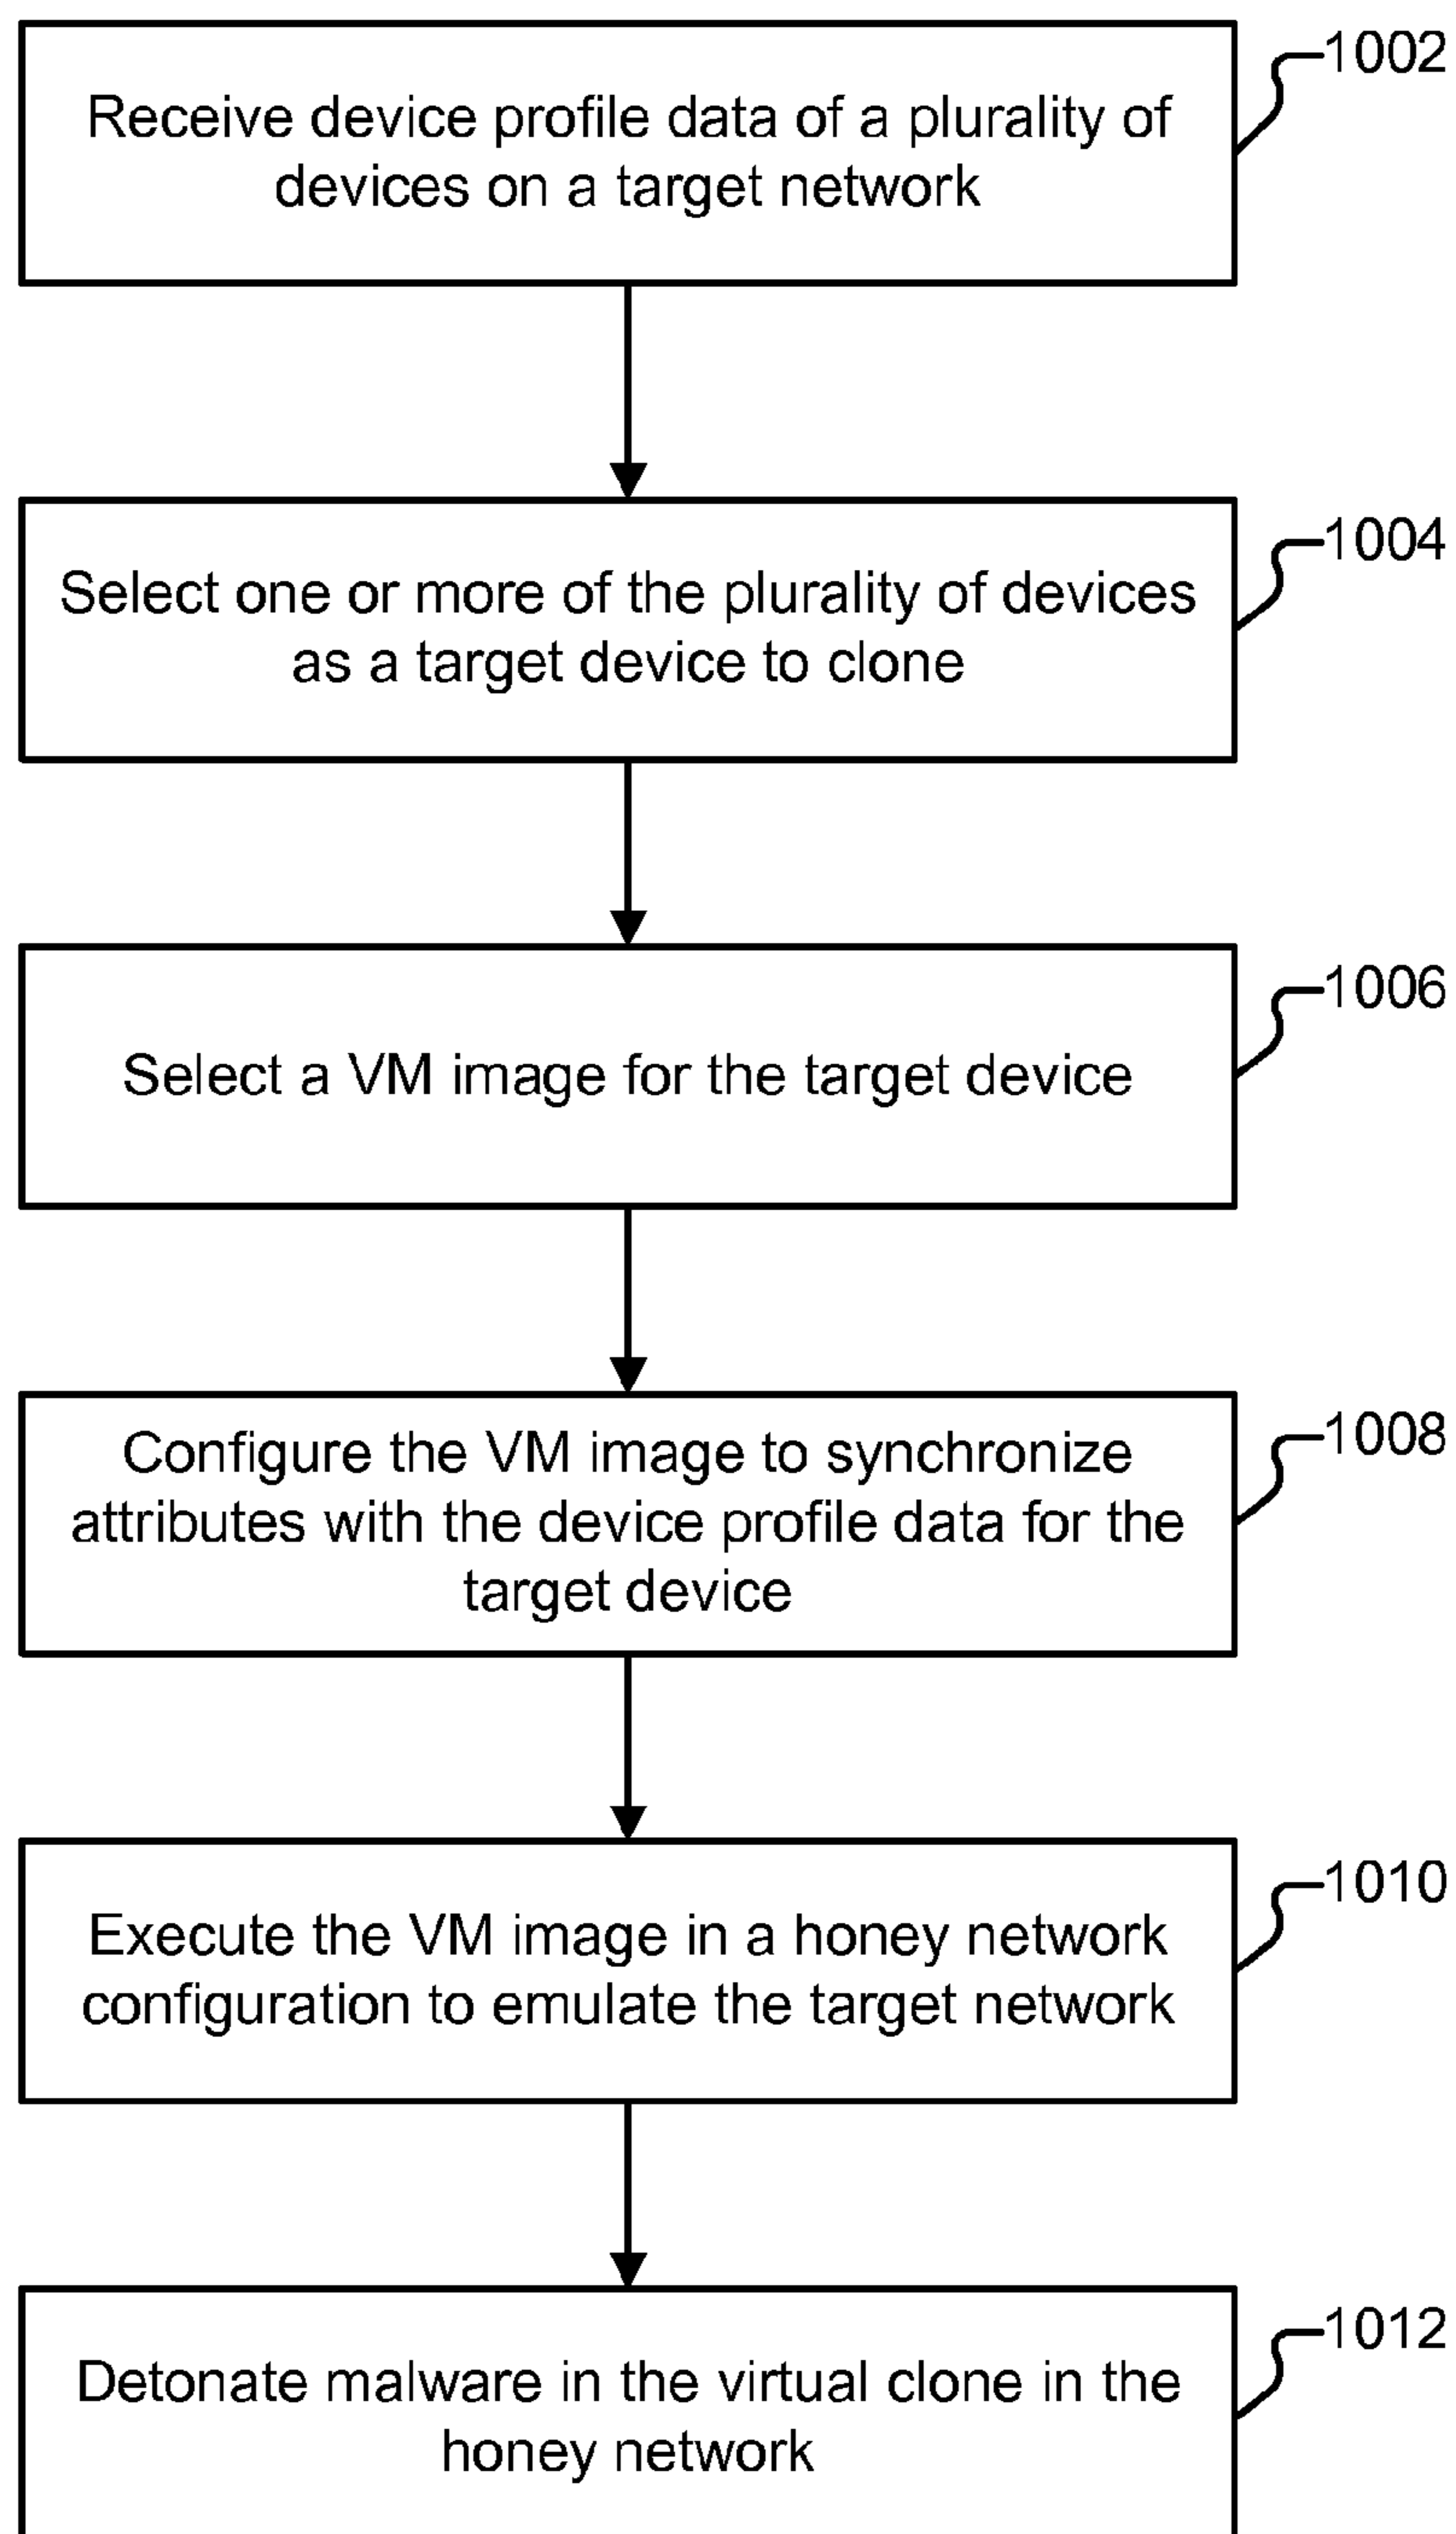 1002
Receive device profile data of a plurality of
devices on a target network
1004
Select one or more of the plurality of devices
as a target device to clone
1006
Select a VM image for the target device
1008
Configure the VM image to synchronize
attributes with the device profile data for the
target device
1010
Execute the VM image in a honey network
configuration to emulate the target network
1012
Detonate malware in the virtual clone in the
honey network